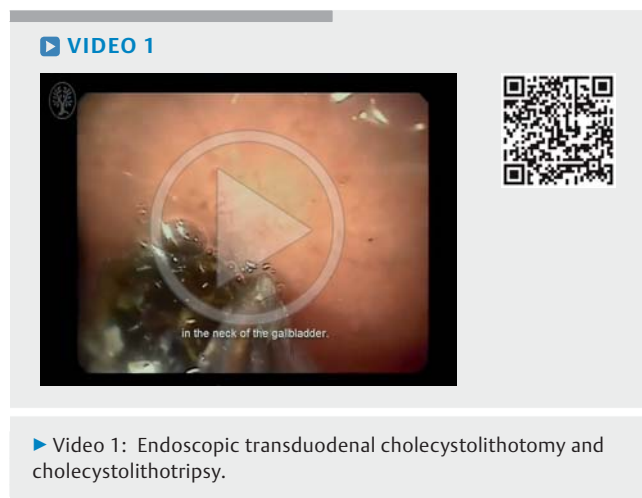 VIDEO 1
in the neck of the gallbladder.
Video 1: Endoscopic transduodenal cholecystolithotomy and
cholecystolithotripsy.